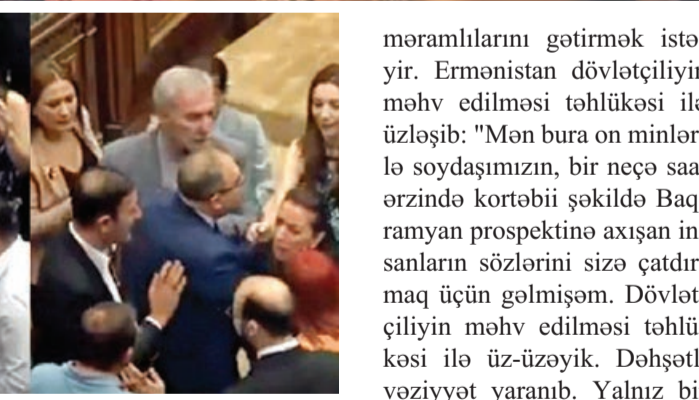 məramlılarını gətirmək istə
yir. Ermənistan dövlətçiliyi
məhv edilməsi təhlükəsi ilə
üzləşib: "Mən bura on minlər
lə soydaşımızın, bir neçə saa
ərzində kortəbii şəkildə Baq
ramyan prospektinə axışan in
sanların sözlərini sizə çatdır
maq üçün gəlmişəm. Dövlət
çiliyin məhv edilməsi təhlü
kəsi ilə üz-üzəyik. Dəhşətl
vəziyyət yaranıb. Yalnız bi